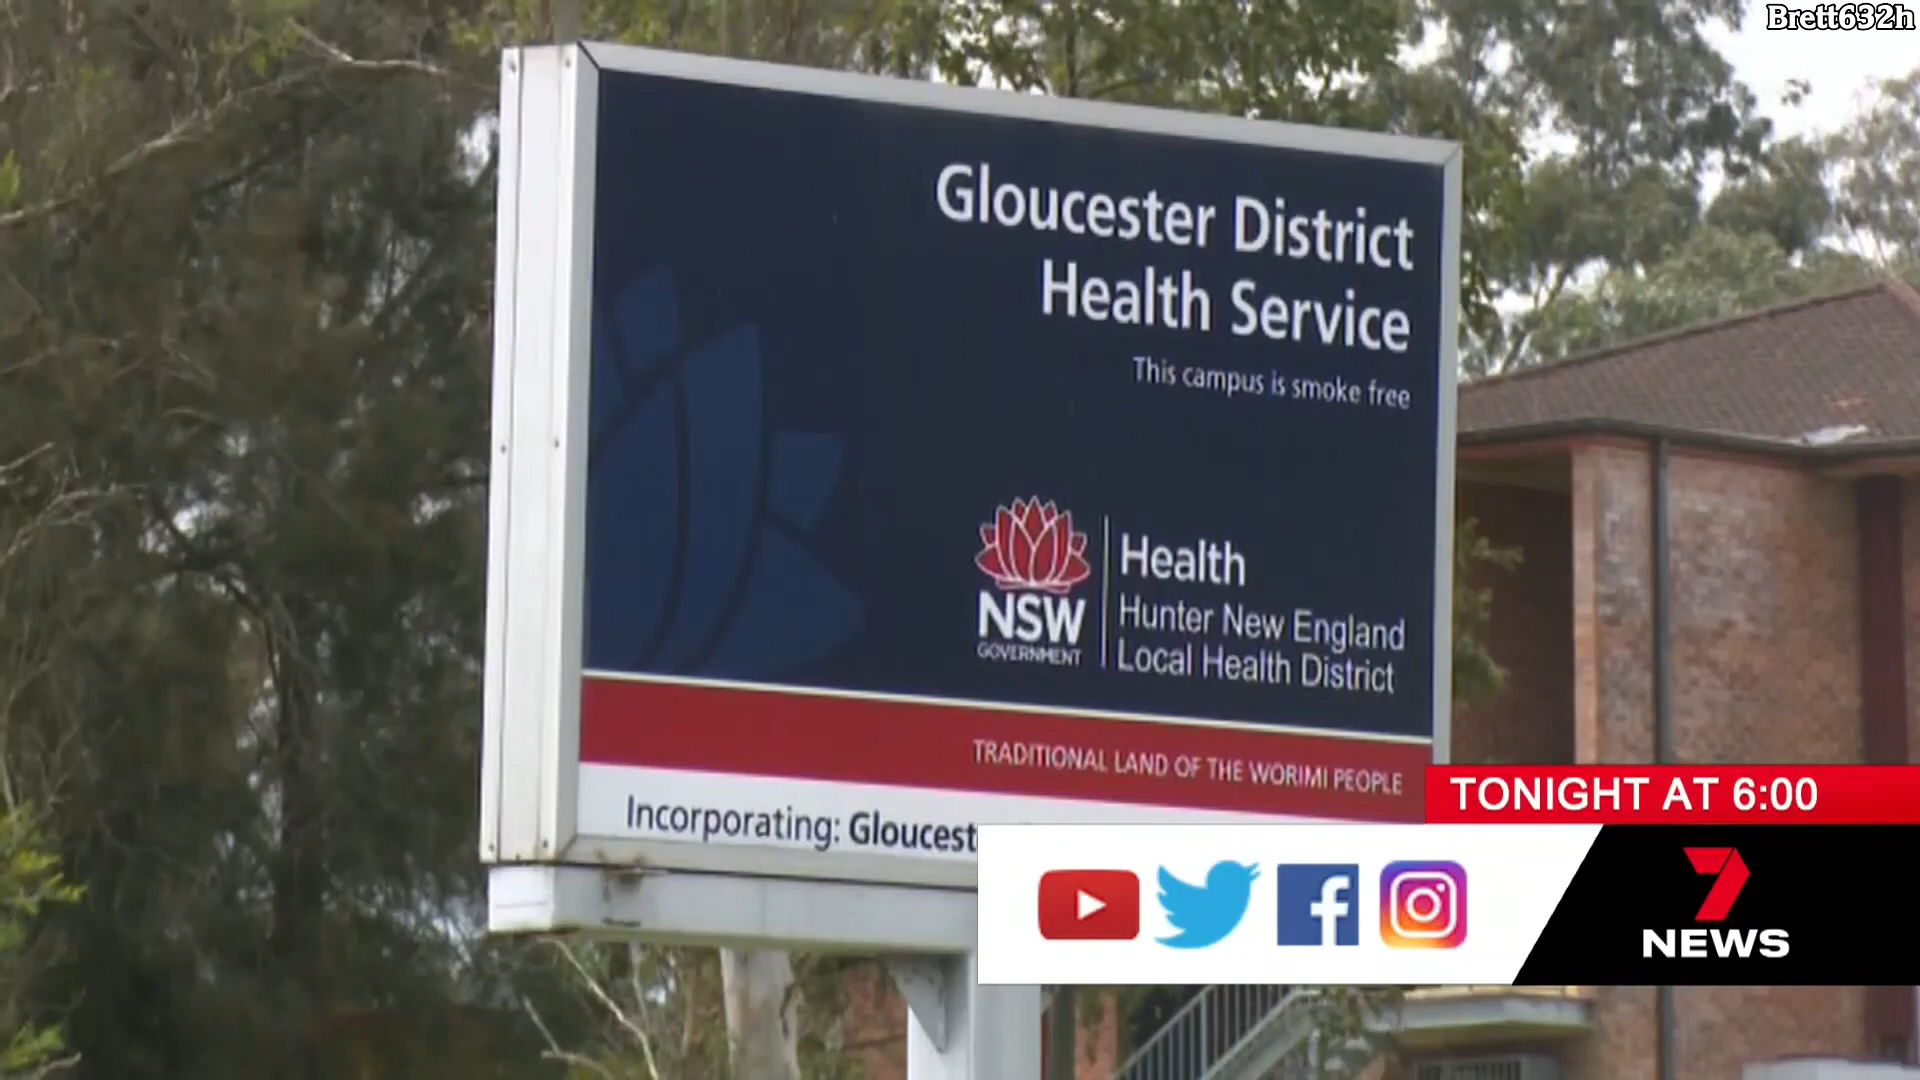 Brett632h
Gloucester District
Health Service
This campus is smoke free
NSW
GOVERNMENT
Health
Hunter New England
Local Health District
TRADITIONAL LAND OF THE WORIMI PEOPLE
Incorporating: Gloucest
TONIGHT AT 6:00
7
NEWS